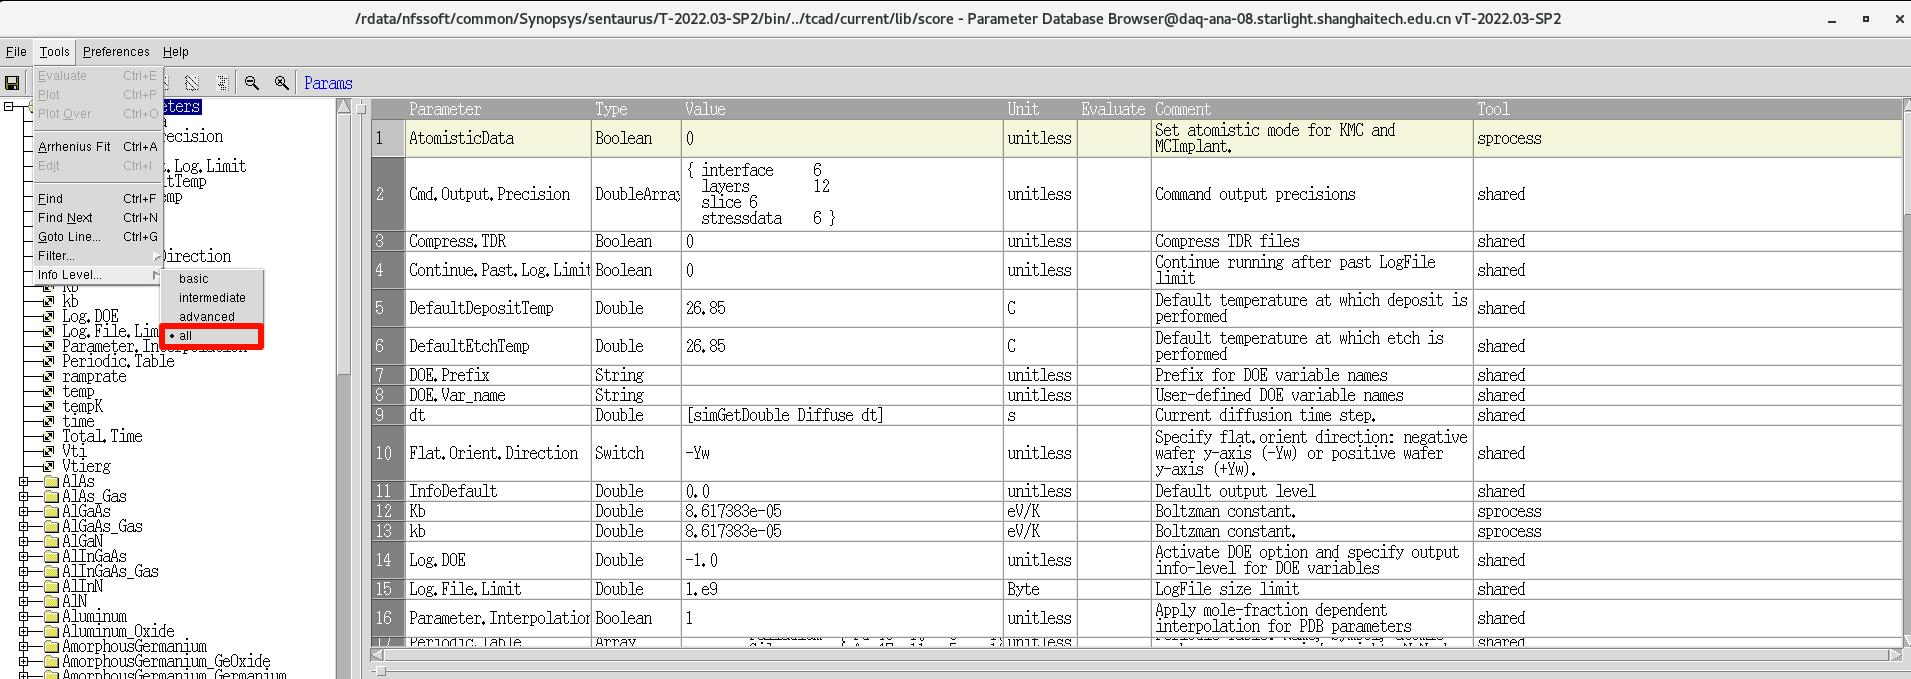 /rdata/nfssoft/common/Synopsys/sentaurus/T-2022.03-SP2/bin/../tcad/current/lib/score - Parameter Database Browser@daq-ana-08.starlight.shanghaitech.edu.cn vT-2022.03-SP2
File Tools Preferences Help
Evaluate Ctrl+E
Plot Ctrl+P
Plot Over Ctrl+O
Arrhenius Fit Ctrl+A
Edit Ctrl+I
Find Ctrl+F
Find Next Ctrl+N
Goto Line... Ctrl+G
Filter...
Info Level...
basic
intermediate
advanced
all
Params
eters
recision
.Log.Limit
itTemp
mp
Direction
kb
Log.DOE
Log.File.Lim
Parameter.Interpolation
Periodic.Table
ramprate
temp
tempK
time
Total.Time
Vti
Vtierg
AlAs
AlAs_Gas
AlGaAs
AlGaAs_Gas
AlGaN
AlInGaAs
AlInGaAs_Gas
AlInN
AlN
Aluminum
Aluminum_Oxide
AmorphousGermanium
AmorphousGermanium_GeOxide
AmorphousGermanium_Germanium
Parameter Type Value Unit Evaluate Comment Tool
1 AtomisticData Boolean 0 unitless Set atomistic mode for KMC and MCImplant. sprocess
2 Cmd.Output.Precision DoubleArray { interface 6
layers 12
slice 6
stressdata 6 } unitless Command output precisions shared
3 Compress.TDR Boolean 0 unitless Compress TDR files shared
4 Continue.Past.Log.Limit Boolean 0 unitless Continue running after past LogFile limit shared
5 DefaultDepositTemp Double 26.85 C Default temperature at which deposit is performed shared
6 DefaultEtchTemp Double 26.85 C Default temperature at which etch is performed shared
7 DOE.Prefix String unitless Prefix for DOE variable names shared
8 DOE.Var_name String unitless User-defined DOE variable names shared
9 dt Double [simGetDouble Diffuse dt] s Current diffusion time step. shared
10 Flat.Orient.Direction Switch -Yw unitless Specify flat.orient direction: negative wafer y-axis (-Yw) or positive wafer y-axis (+Yw). shared
11 InfoDefault Double 0.0 unitless Default output level shared
12 Kb Double 8.617383e-05 eV/K Boltzman constant. sprocess
13 kb Double 8.617383e-05 eV/K Boltzman constant. sprocess
14 Log.DOE Double -1.0 unitless Activate DOE option and specify output info-level for DOE variables shared
15 Log.File.Limit Double 1.e9 Byte LogFile size limit shared
16 Parameter.Interpolation Boolean 1 unitless Apply mole-fraction dependent interpolation for PDB parameters shared
17 Periodic.Table Array unitless shared